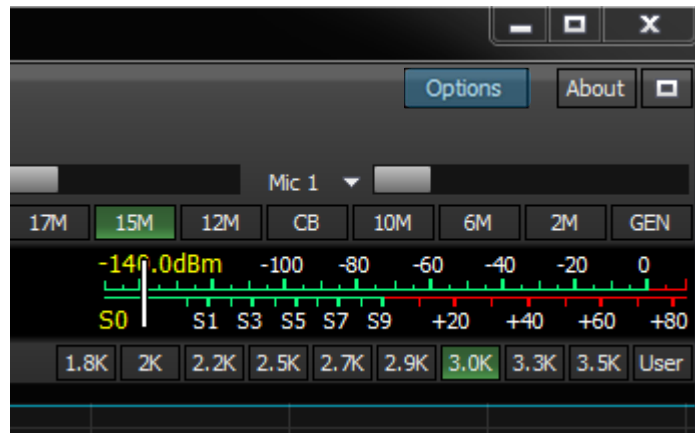 X
Options About
Mic 1
17M 15M 12M CB 10M 6M 2M GEN
-140.0dBm -100 -80 -60 -40 -20 0
S0 S1 S3 S5 S7 S9 +20 +40 +60 +80
1.8K 2K 2.2K 2.5K 2.7K 2.9K 3.0K 3.3K 3.5K User